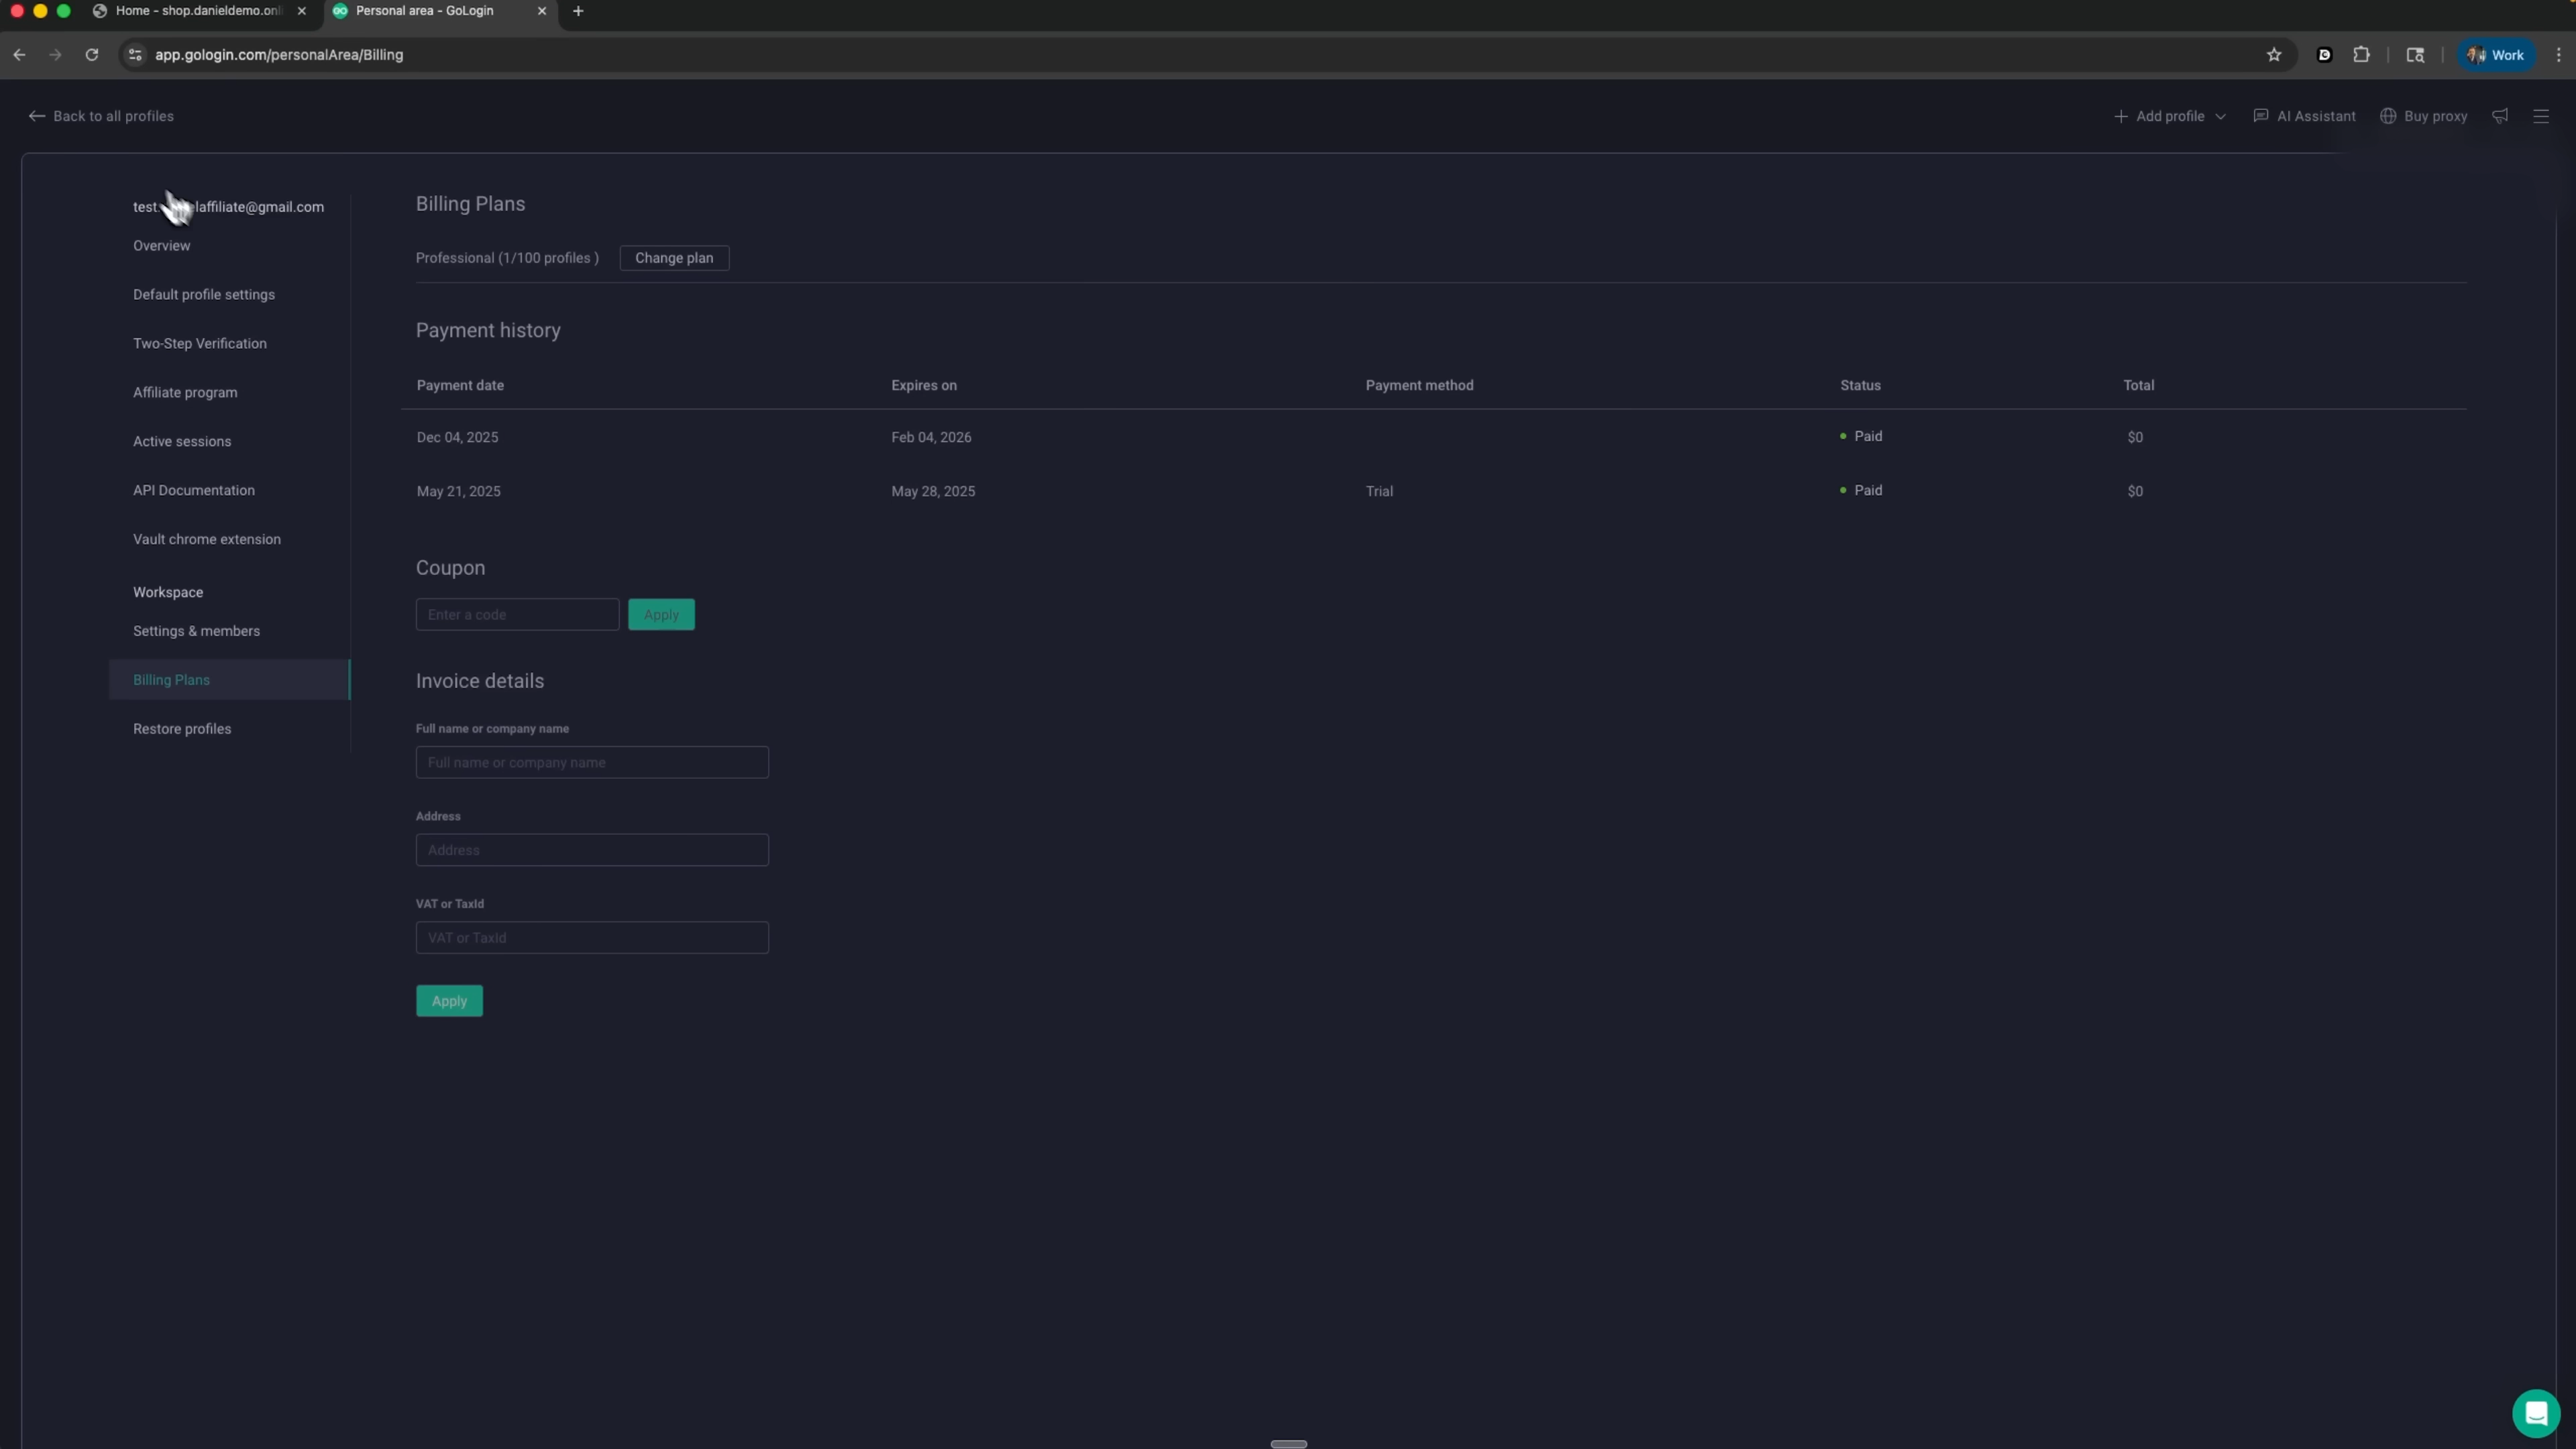 Home - shop.danieldemo.onl
Personal area - GoLogin
app.gologin.com/personalArea/Billing
Work
Back to all profiles
Add profile
AI Assistant
Buy proxy
Billing Plans
Overview
Professional (1/100 profiles )
Change plan
Default profile settings
Payment history
Two-Step Verification
Payment date
Expires on
Payment method
Status
Total
Affiliate program
Dec 04, 2025
Feb 04, 2026
Paid
$0
Active sessions
May 21, 2025
May 28, 2025
Trial
Paid
$0
API Documentation
Vault chrome extension
Coupon
Workspace
Enter a code
Apply
Settings & members
Billing Plans
Invoice details
Restore profiles
Full name or company name
Full name or company name
Address
Address
VAT or TaxId
VAT or TaxId
Apply